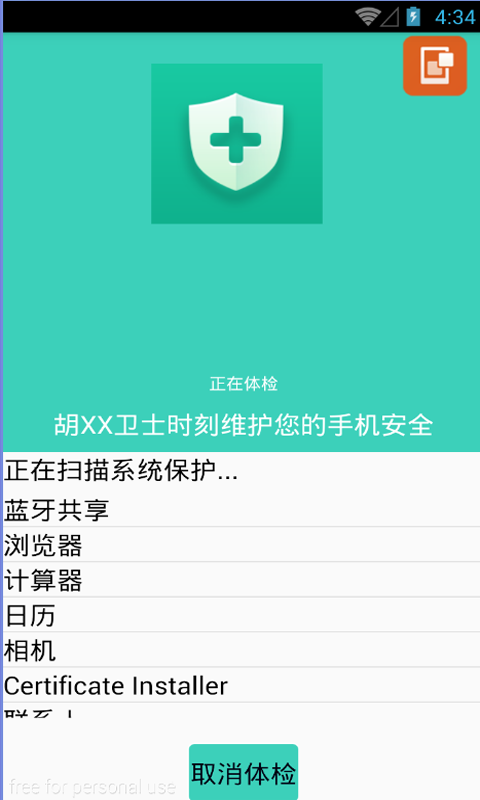 4:34
正在体检
胡XX卫士时刻维护您的手机安全
正在扫描系统保护...
蓝牙共享
浏览器
计算器
日历
相机
Certificate Installer
取消体检
free for personal use